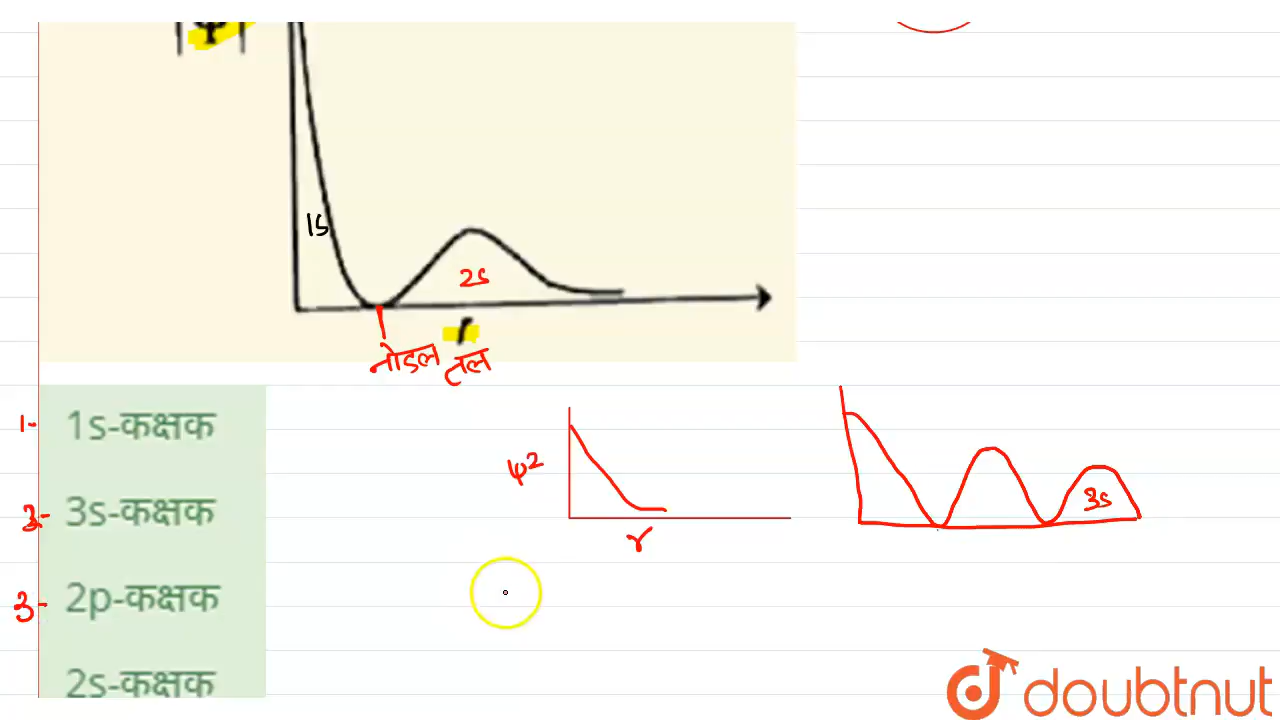 |ψ|
1s
2s
r
नोडल तल
1- 1s-कक्षक
2- 3s-कक्षक
3- 2p-कक्षक
2s-कक्षक
ψ2
r
3s
doubtnut